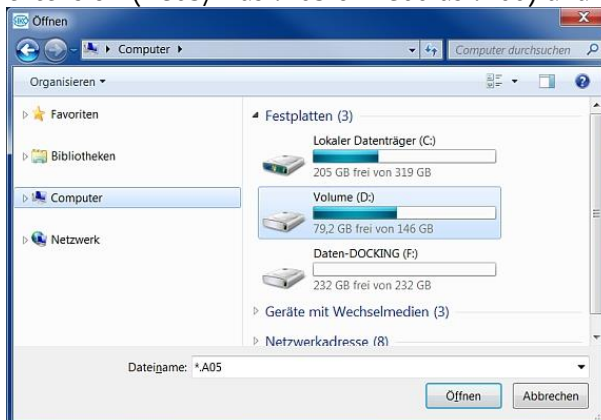 Öffnen
Computer
Computer durchsuchen
Organisieren
Favoriten
Bibliotheken
Computer
Netzwerk
Festplatten (3)
Lokaler Datenträger (C:)
205 GB frei von 319 GB
Volume (D:)
79,2 GB frei von 146 GB
Daten-DOCKING (F:)
232 GB frei von 232 GB
Geräte mit Wechselmedien (3)
Netzwerkadresse (8)
Dateiname: *.A05
Öffnen Abbrechen